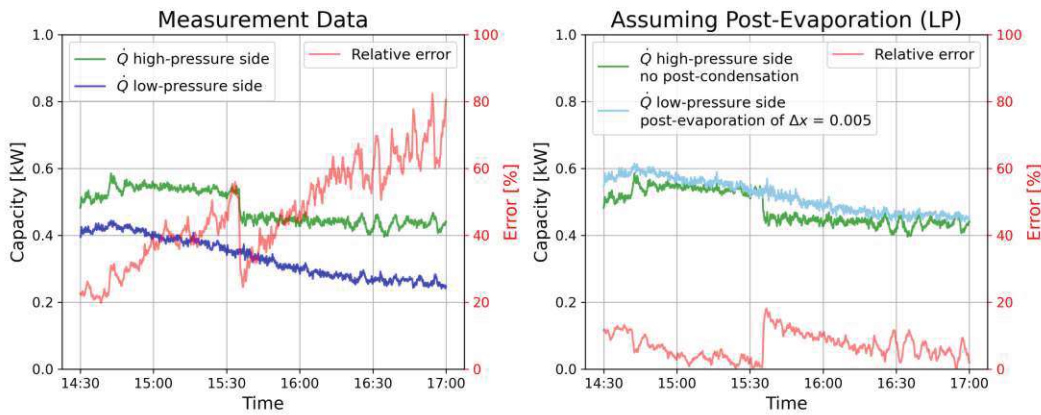 Measurement Data
Q̇ high-pressure side
Q̇ low-pressure side
Relative error
Capacity [kW]
1.0
0.8
0.6
0.4
0.2
0.0
Error [%]
100
80
60
40
20
0
14:30 15:00 15:30 16:00 16:30 17:00
Time
Assuming Post-Evaporation (LP)
Q̇ high-pressure side
no post-condensation
Q̇ low-pressure side
post-evaporation of Δx = 0.005
Relative error
Capacity [kW]
1.0
0.8
0.6
0.4
0.2
0.0
Error [%]
100
80
60
40
20
0
14:30 15:00 15:30 16:00 16:30 17:00
Time